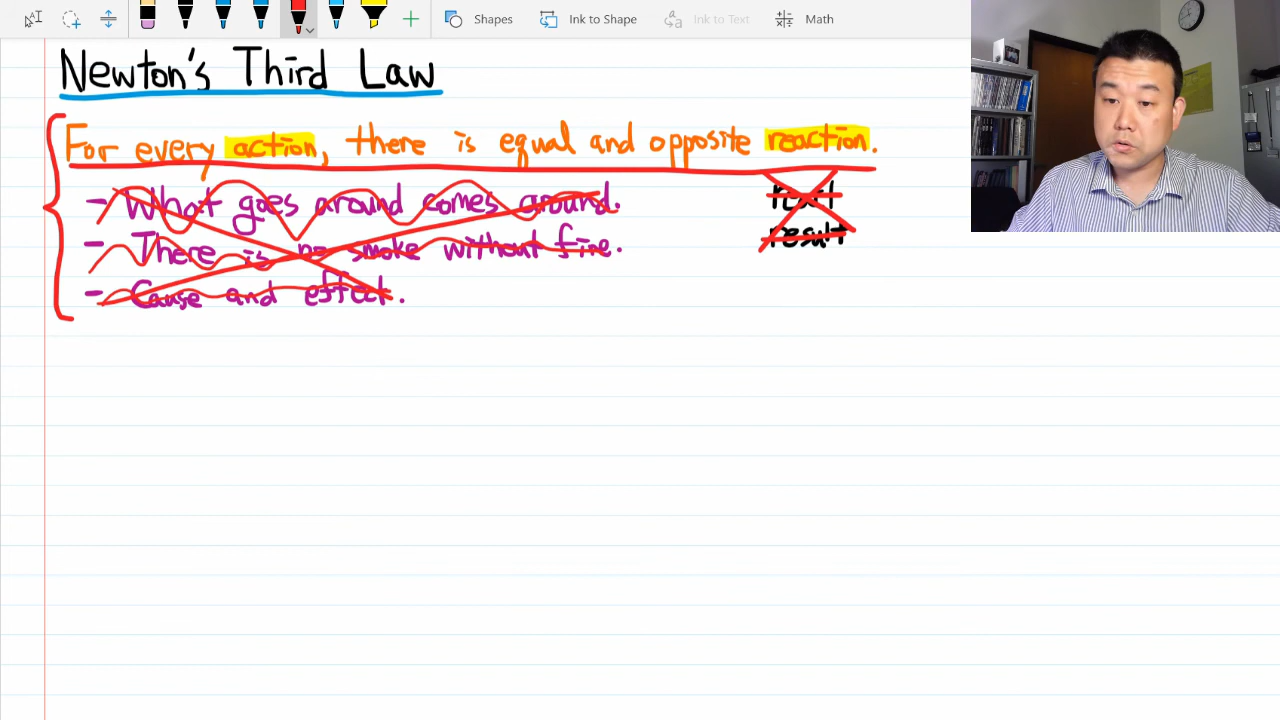 Shapes
Ink to Shape
Ink to Text
Math
Newton's Third Law
For every action, there is equal and opposite reaction.
- What goes around comes around.
- There is no smoke without fire.
result
- Cause and effect.